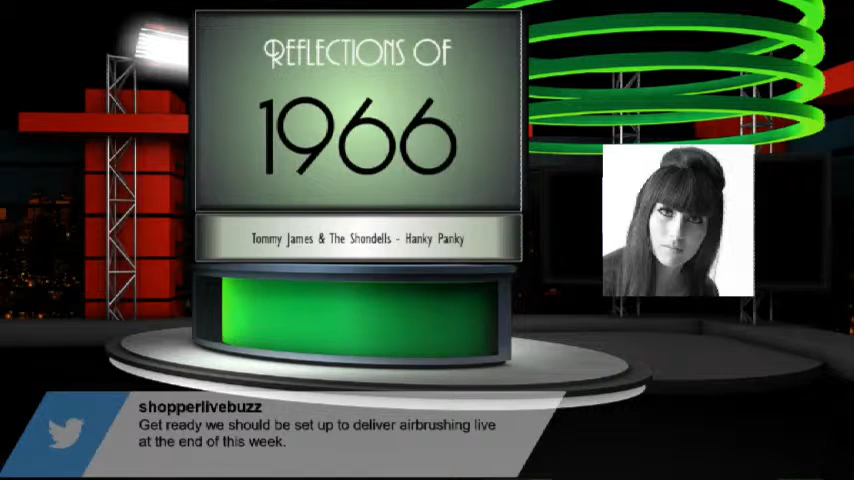 REFLECTIONS OF
1966
Tommy James & The Shondells - Hanky Panky
shopperlivebuzz
Get ready we should be set up to deliver airbrushing live
at the end of this week.